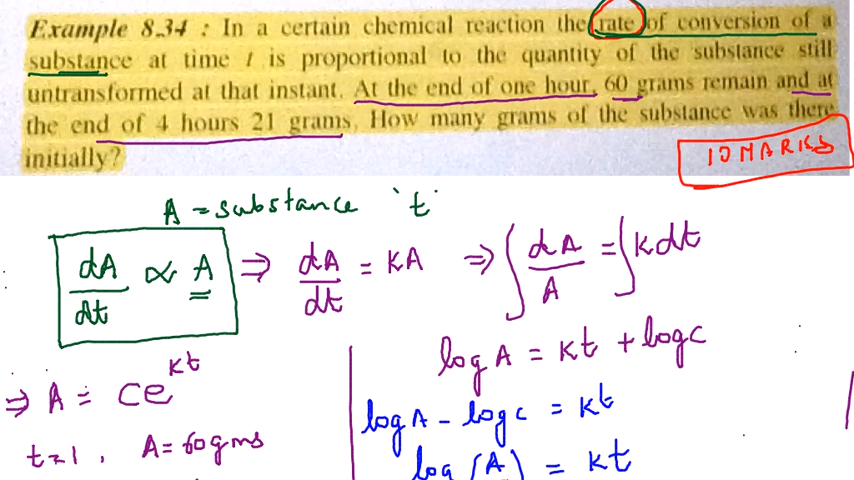 Example 8.34 : In a certain chemical reaction the rate of conversion of a
substance at time t is proportional to the quantity of the substance still
untransformed at that instant. At the end of one hour, 60 grams remain and at
the end of 4 hours 21 grams. How many grams of the substance was there
initially?
10 MARKS
A = substance 't'
dA/dt ∝ A ⇒ dA/dt = KA ⇒ ∫ dA/A = ∫ K dt
log A = Kt + log C
⇒ A = Ce^Kt
log A - log C = Kt
t=1, A=60gms
log (A/ ) = Kt